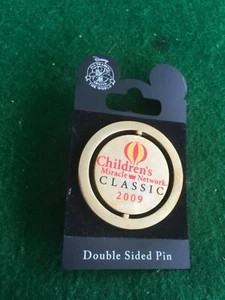 Children's
Miracle Network.
CLASSIC
2009
Double Sided Pin